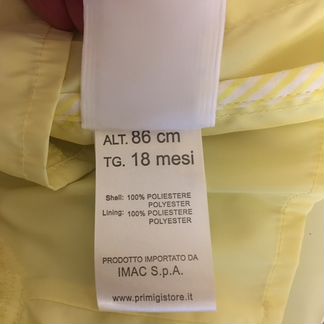 ALT. 86 cm
TG. 18 mesi
Shell: 100% POLIESTERE
POLYESTER
Lining: 100% POLIESTERE
POLYESTER
PRODOTTO IMPORTATO DA
IMAC S.p.A.
www.primigistore.it